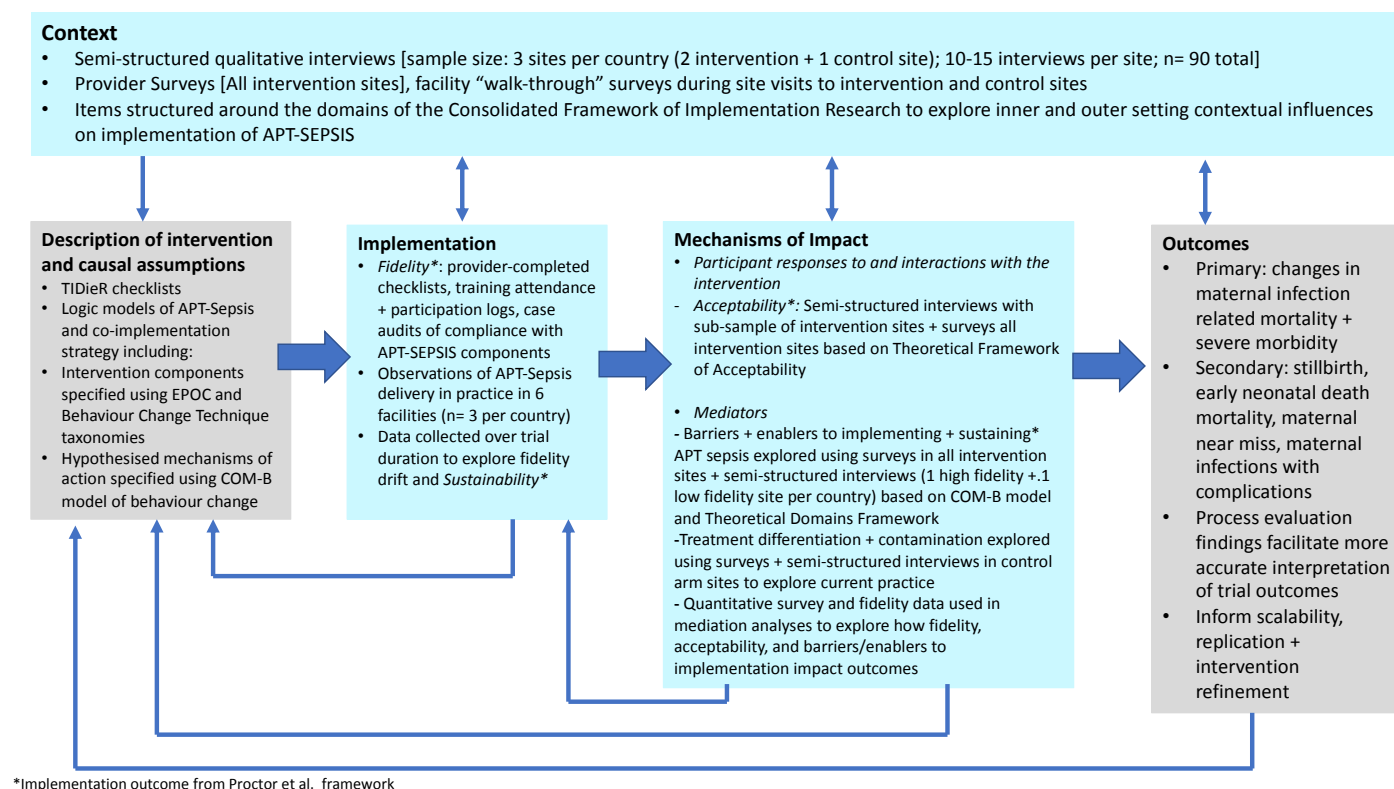 Context
• Semi-structured qualitative interviews [sample size: 3 sites per country (2 intervention + 1 control site); 10-15 interviews per site; n= 90 total]
• Provider Surveys [All intervention sites], facility “walk-through” surveys during site visits to intervention and control sites
• Items structured around the domains of the Consolidated Framework of Implementation Research to explore inner and outer setting contextual influences
on implementation of APT-SEPSIS
Description of intervention
and causal assumptions
• TIDieR checklists
• Logic models of APT-Sepsis
and co-implementation
strategy including:
• Intervention components
specified using EPOC and
Behaviour Change Technique
taxonomies
• Hypothesised mechanisms of
action specified using COM-B
model of behaviour change
Implementation
• Fidelity*: provider-completed
checklists, training attendance
+ participation logs, case
audits of compliance with
APT-SEPSIS components
• Observations of APT-Sepsis
delivery in practice in 6
facilities (n= 3 per country)
• Data collected over trial
duration to explore fidelity
drift and Sustainability*
Mechanisms of Impact
• Participant responses to and interactions with the
intervention
- Acceptability*: Semi-structured interviews with
sub-sample of intervention sites + surveys all
intervention sites based on Theoretical Framework
of Acceptability
• Mediators
- Barriers + enablers to implementing + sustaining*
APT sepsis explored using surveys in all intervention
sites + semi-structured interviews (1 high fidelity +.1
low fidelity site per country) based on COM-B model
and Theoretical Domains Framework
-Treatment differentiation + contamination explored
using surveys + semi-structured interviews in control
arm sites to explore current practice
- Quantitative survey and fidelity data used in
mediation analyses to explore how fidelity,
acceptability, and barriers/enablers to
implementation impact outcomes
Outcomes
• Primary: changes in
maternal infection
related mortality +
severe morbidity
• Secondary: stillbirth,
early neonatal death
mortality, maternal
near miss, maternal
infections with
complications
• Process evaluation
findings facilitate more
accurate interpretation
of trial outcomes
• Inform scalability,
replication +
intervention
refinement
*Implementation outcome from Proctor et al. framework